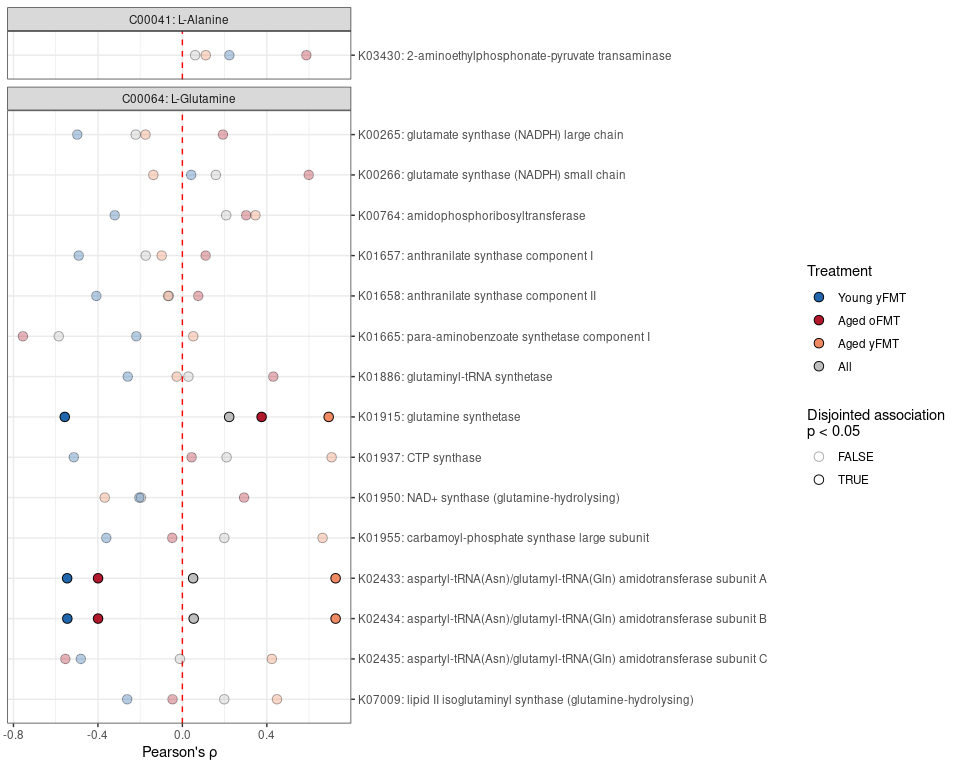 C00041: L-Alanine
K03430: 2-aminoethylphosphonate-pyruvate transaminase
C00064: L-Glutamine
K00265: glutamate synthase (NADPH) large chain
K00266: glutamate synthase (NADPH) small chain
K00764: amidophosphoribosyltransferase
K01657: anthranilate synthase component I
K01658: anthranilate synthase component II
K01665: para-aminobenzoate synthetase component I
K01886: glutaminyl-tRNA synthetase
K01915: glutamine synthetase
K01937: CTP synthase
K01950: NAD+ synthase (glutamine-hydrolysing)
K01955: carbamoyl-phosphate synthase large subunit
K02433: aspartyl-tRNA(Asn)/glutamyl-tRNA(Gln) amidotransferase subunit A
K02434: aspartyl-tRNA(Asn)/glutamyl-tRNA(Gln) amidotransferase subunit B
K02435: aspartyl-tRNA(Asn)/glutamyl-tRNA(Gln) amidotransferase subunit C
K07009: lipid II isoglutaminyl synthase (glutamine-hydrolysing)
-0.8 -0.4 0.0 0.4
Pearson's ρ
Treatment
Young yFMT
Aged oFMT
Aged yFMT
All
Disjointed association
p < 0.05
FALSE
TRUE